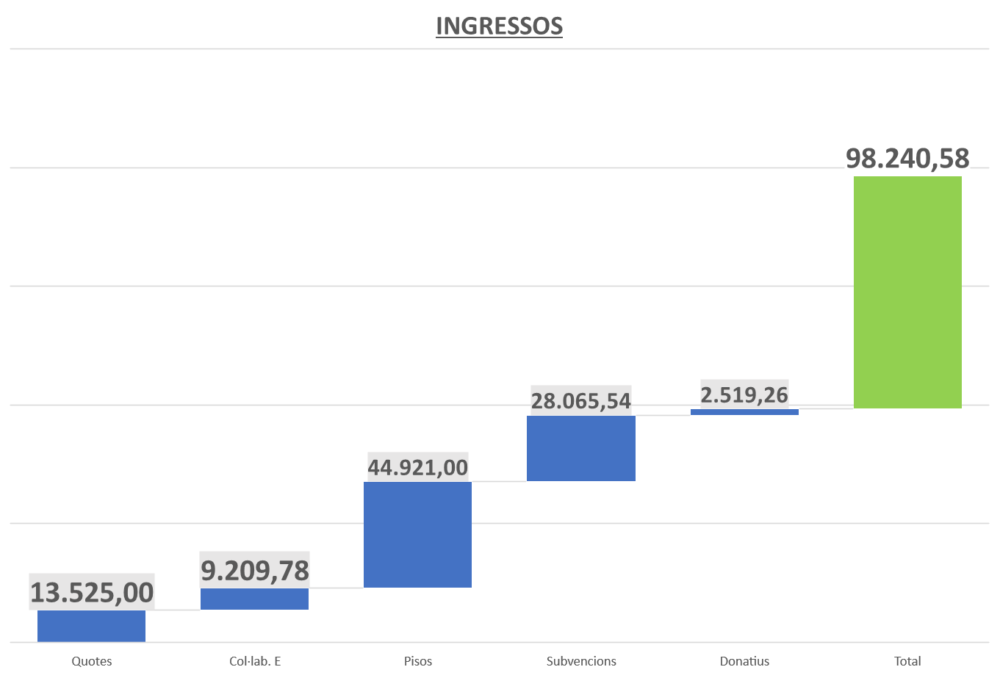 INGRESSOS
98.240,58
2.519,26
28.065,54
44.921,00
9.209,78
13.525,00
Quotes
Col·lab. E
Pisos
Subvencions
Donatius
Total